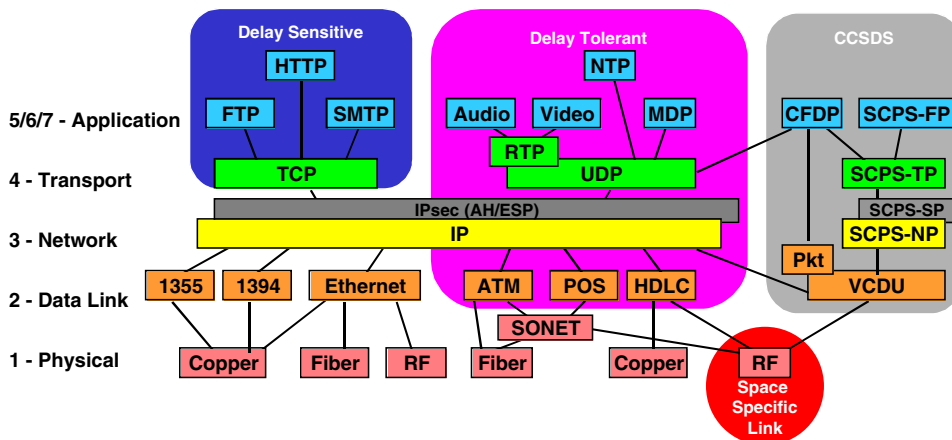 Delay Sensitive
Delay Tolerant
CCSDS
HTTP
NTP
5/6/7 - Application
FTP
SMTP
Audio
Video
MDP
CFDP
SCPS-FP
RTP
4 - Transport
TCP
UDP
SCPS-TP
IPsec (AH/ESP)
SCPS-SP
3 - Network
IP
SCPS-NP
Pkt
2 - Data Link
1355
1394
Ethernet
ATM
POS
HDLC
VCDU
SONET
1 - Physical
Copper
Fiber
RF
Fiber
Copper
RF
Space
Specific
Link